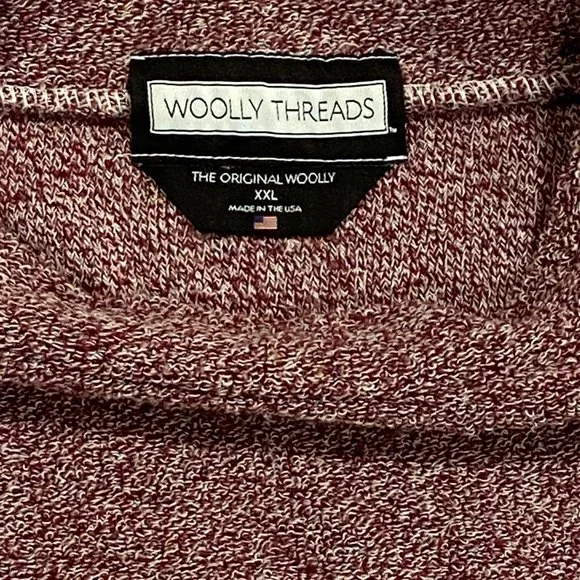 WOOLLY THREADS
THE ORIGINAL WOOLLY
XXL
MADE IN THE USA